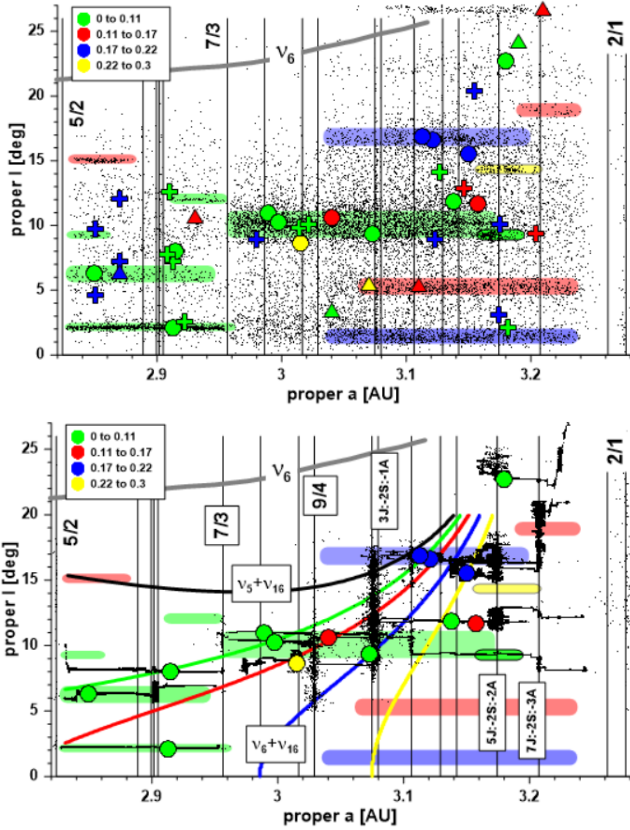 25
20
15
10
5
0
proper I [deg]
0 to 0.11
0.11 to 0.17
0.17 to 0.22
0.22 to 0.3
5/2
7/3
ν6
2/1
2.9
3
3.1
3.2
proper a [AU]
25
20
15
10
5
0
proper I [deg]
0 to 0.11
0.11 to 0.17
0.17 to 0.22
0.22 to 0.3
5/2
7/3
ν6
9/4
3J:-2S:-1A
2/1
ν5+ν16
ν6+ν16
5J:-2S:-2A
7J:-2S:-3A
2.9
3
3.1
3.2
proper a [AU]